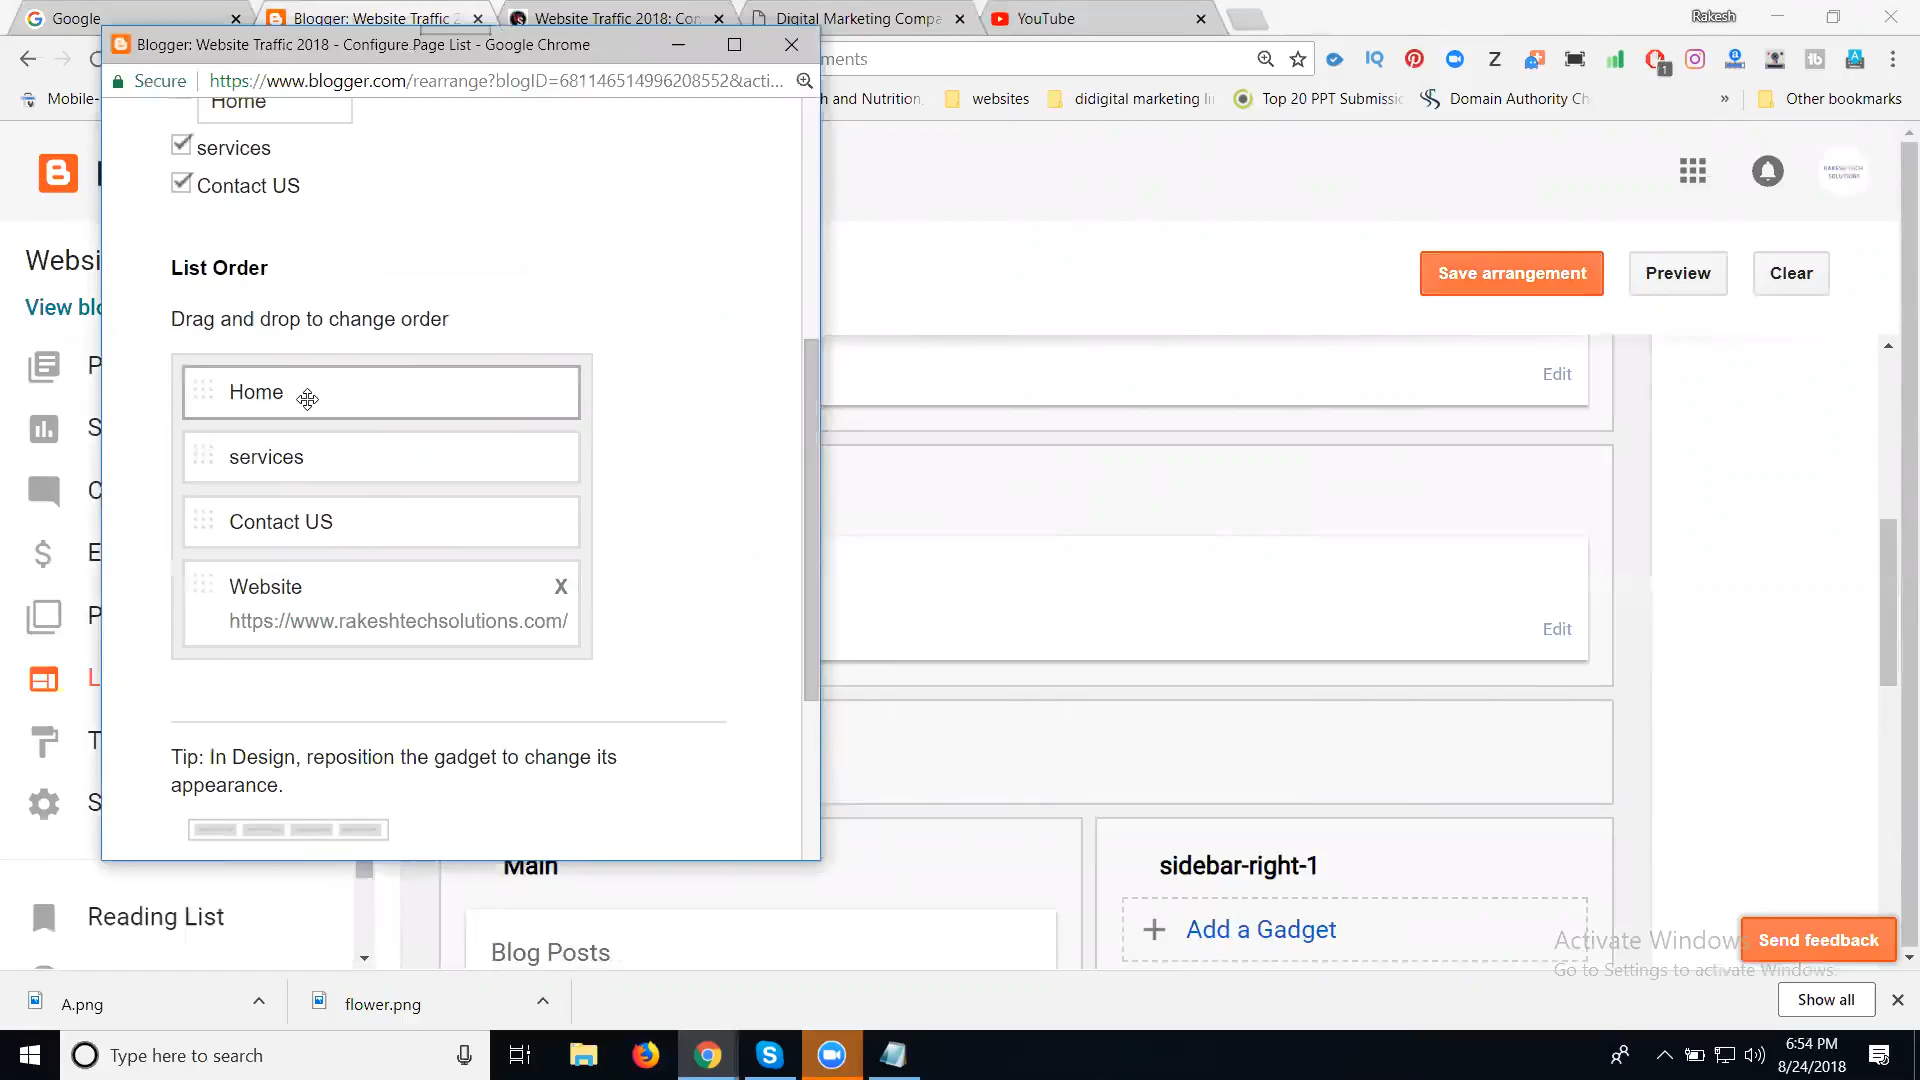 Google
Blogger: Website Traffic 2
Website Traffic 2018: Con
Digital Marketing Compa
YouTube
Rakesh
Blogger: Website Traffic 2018 - Configure Page List - Google Chrome
ments
Secure
https://www.blogger.com/rearrange?blogID=681146514996208552&acti...
Mobile-
h and Nutrition,
websites
didigital marketing li
Top 20 PPT Submissic
Domain Authority Ch
»
Other bookmarks
Home
services
Contact US
Websi
View blo
Save arrangement
Preview
Clear
List Order
Drag and drop to change order
Home
services
Contact US
Website
X
https://www.rakeshtechsolutions.com/
Edit
Edit
P
S
C
E
P
L
T
S
Tip: In Design, reposition the gadget to change its
appearance.
Main
sidebar-right-1
Reading List
Add a Gadget
Blog Posts
Activate Windows
Go to Settings to activate Windows.
Send feedback
A.png
flower.png
Show all
Type here to search
6:54 PM
8/24/2018